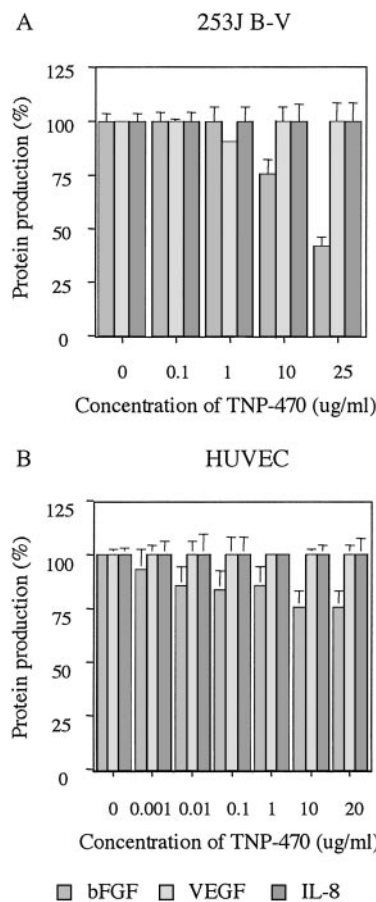 A 253J B-V
Protein production (%)
125
100
75
50
25
0
0 0.1 1 10 25
Concentration of TNP-470 (ug/ml)
B HUVEC
Protein production (%)
125
100
75
50
25
0
0 0.001 0.01 0.1 1 10 20
Concentration of TNP-470 (ug/ml)
bFGF VEGF IL-8